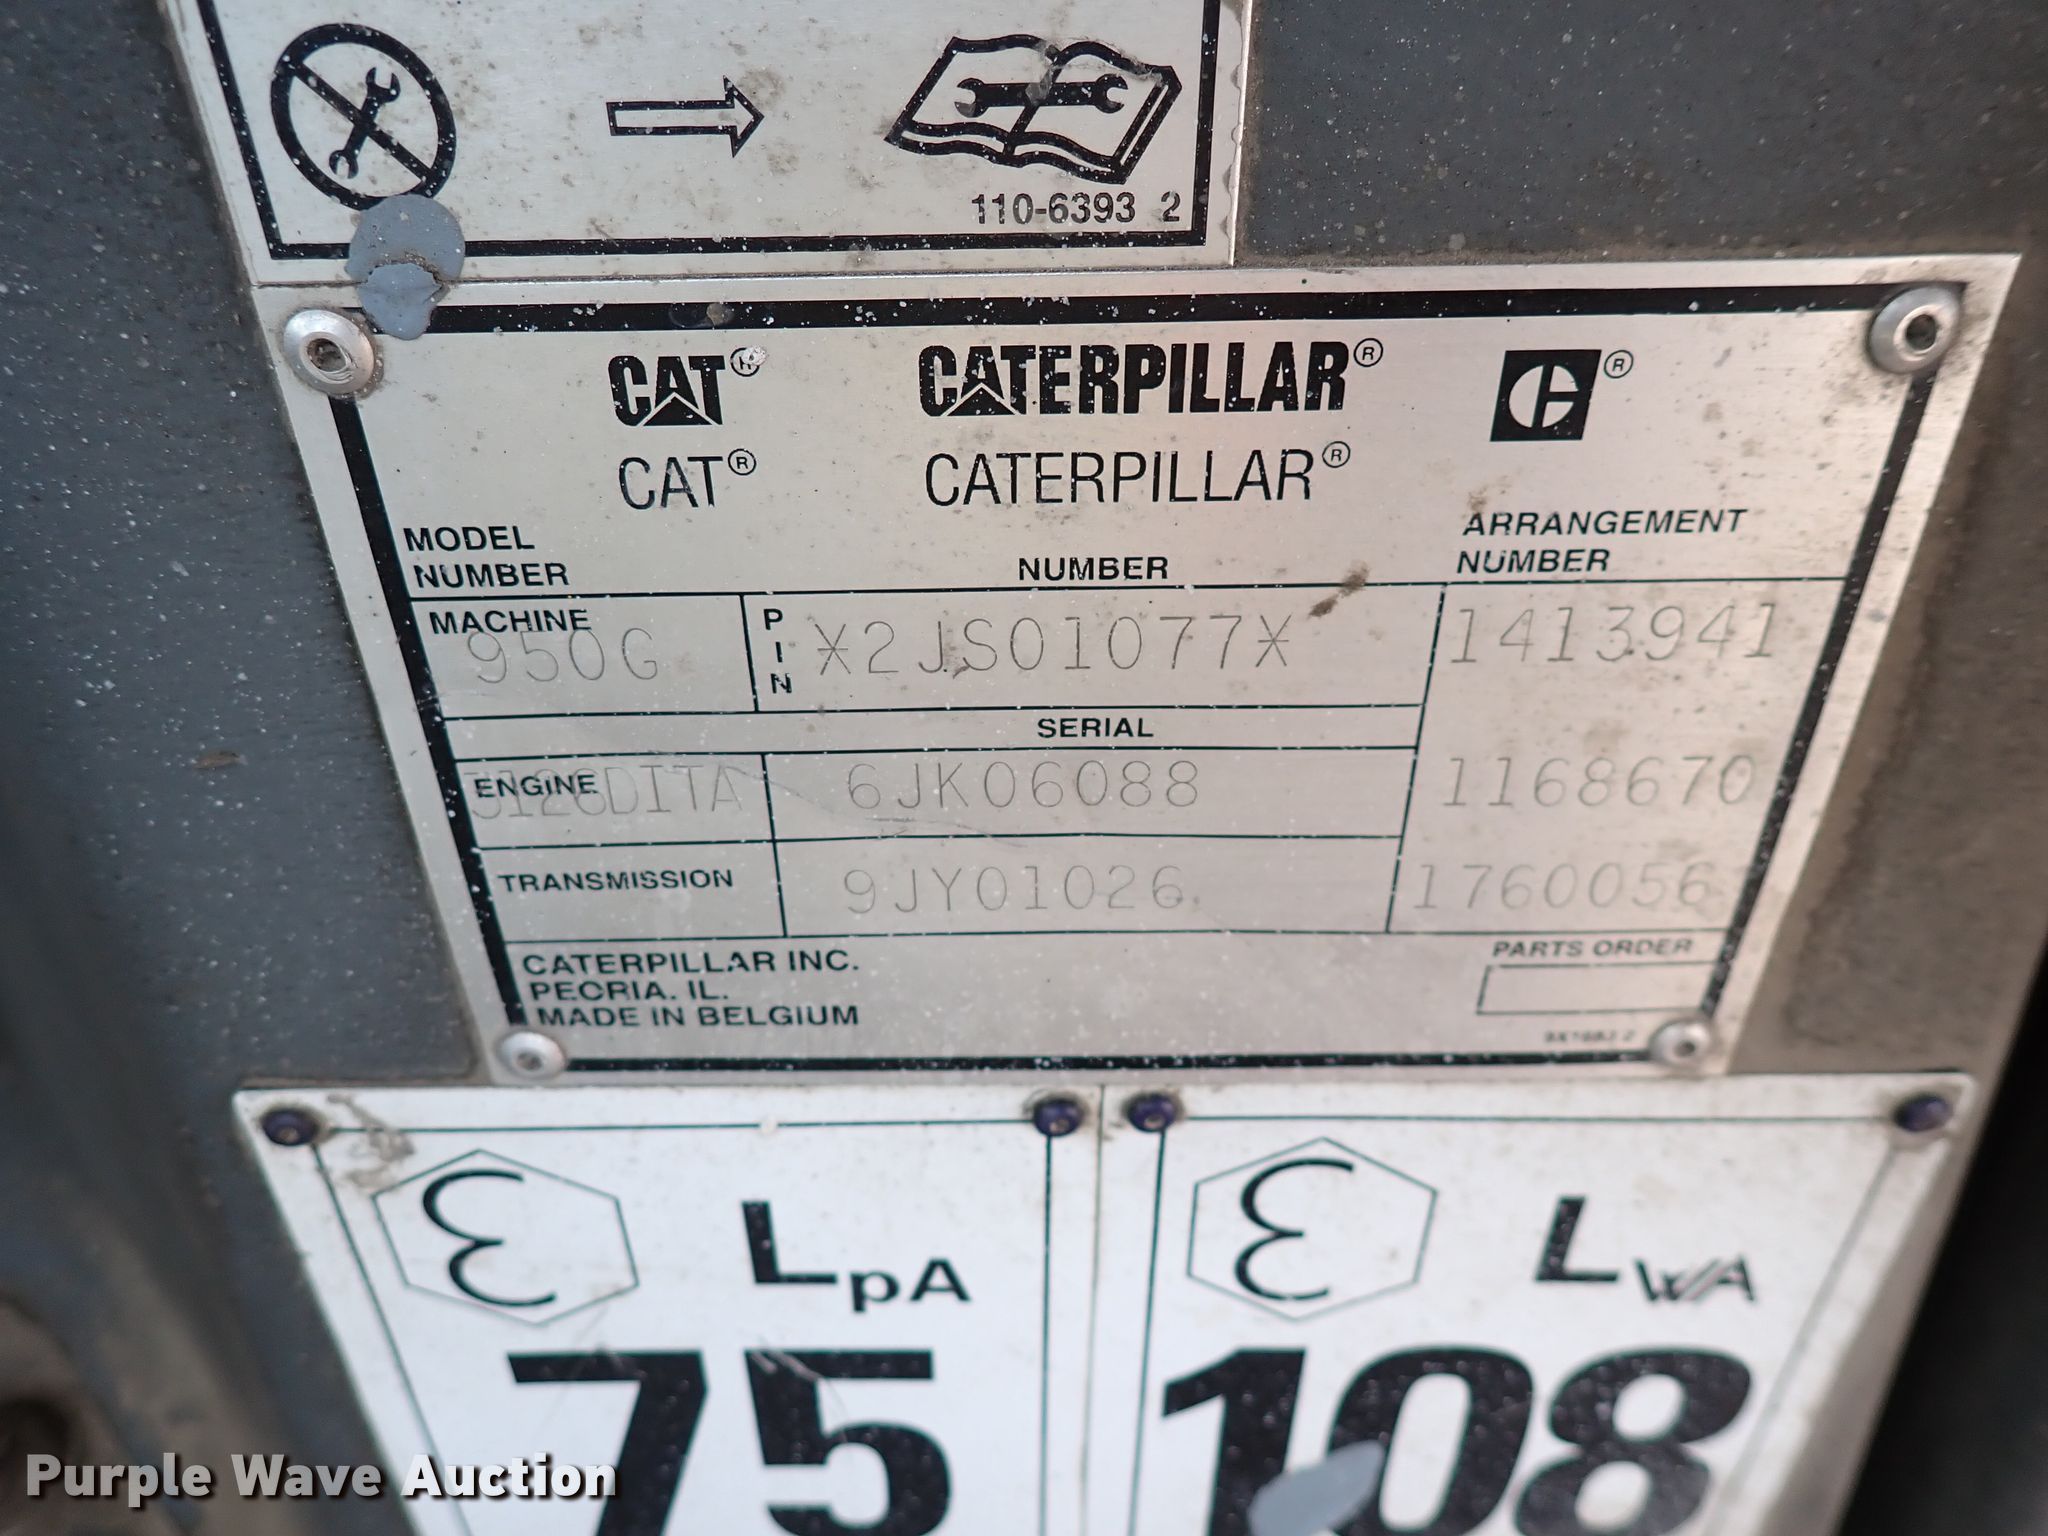 110-6393 2
CAT® CATERPILLAR® ®
CAT® CATERPILLAR®
MODEL NUMBER NUMBER ARRANGEMENT NUMBER
MACHINE 950G PIN *2JS01077* 1413941
SERIAL
ENGINE 3126DITA 6JK06088 1168670
TRANSMISSION 9JY01026 1760056
CATERPILLAR INC. PARTS ORDER
PEORIA. IL.
MADE IN BELGIUM
LpA LWA
75 108
Purple Wave Auction